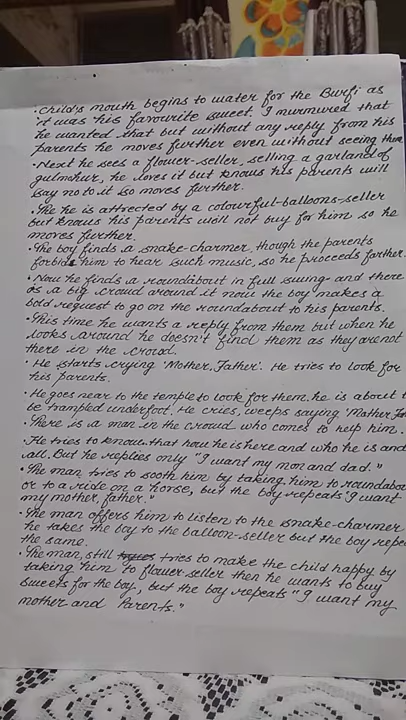 • Child's mouth begins to water for the Burfi as
it was his favourite sweet. I murmured that
he wanted that but without any reply from his
parents he moves further even without seeing them
• Next he sees a flower-seller, selling a garland of
gulmohur, he loves it but knows his parents will
say no to it so moves further.
• The he is attrected by a colourful-balloons-seller
but knows his parents will not buy for him so he
moves further.
• The boy finds a snake-charmer though the parents
forbids him to hear such music, so he proceeds farther.
• Now he finds a roundabout in full swing and there
is a big crowd around it now the boy makes a
bold request to go on the roundabout to his parents.
• This time he wants a reply from them but when he
looks around he doesn't find them as they are not
there in the crowd.
• He starts crying 'Mother, Father'. He tries to look for
his parents.
• He goes near to the temple to look for them. he is about t
be trampled underfoot. He cries, weeps saying 'Mother Fat
• There is a man in the crowd who comes to help him.
• He tries to know that how he is here and who he is and
all. But he replies only "I want my mom and dad."
• The man tries to sooth him by taking him to roundabou
or to a ride on a horse, but the boy repeats "I want
my mother, father."
• The man offers him to listen to the snake-charmer
he takes the boy to the balloon-seller but the boy repea
the same.
• The man still tries to make the child happy by
taking him to flower-seller then he wants to buy
sweets for the boy, but the boy repeats "I want my
mother and Parents."